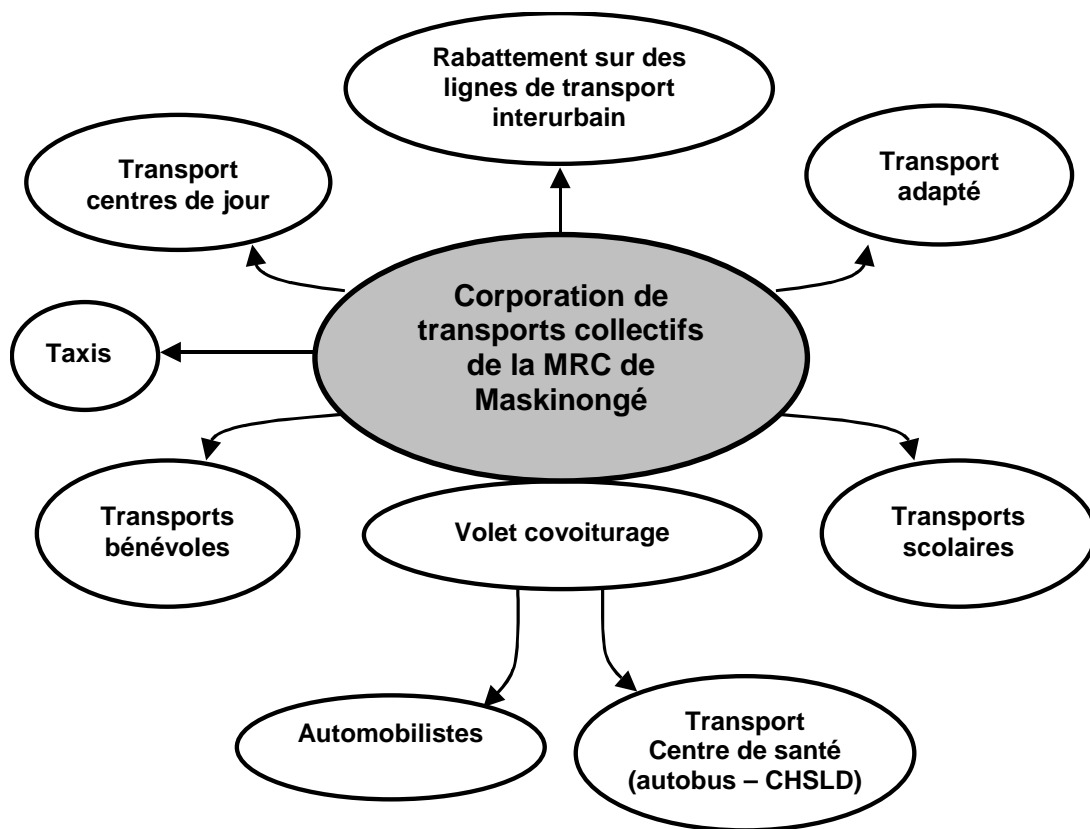 Rabattement sur des
lignes de transport
interurbain
Transport
centres de jour
Transport
adapté
Corporation de
transports collectifs
de la MRC de
Maskinongé
Taxis
Transports
bénévoles
Volet covoiturage
Transports
scolaires
Automobilistes
Transport
Centre de santé
(autobus – CHSLD)